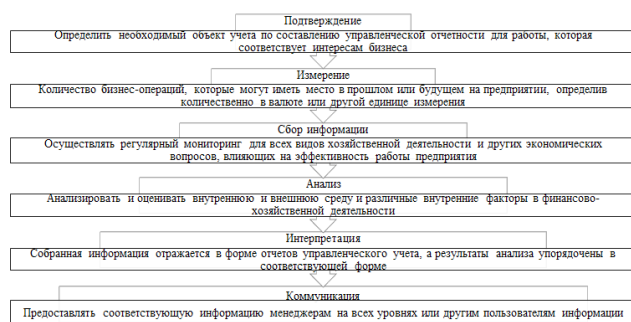 Подтверждение
Определить необходимый объект учета по составлению управленческой отчетности для работы, которая
соответствует интересам бизнеса
Измерение
Количество бизнес-операций, которые могут иметь место в прошлом или будущем на предприятии, определив
количественно в валюте или другой единице измерения
Сбор информации
Осуществлять регулярный мониторинг для всех видов хозяйственной деятельности и других экономических
вопросов, влияющих на эффективность работы предприятия
Анализ
Анализировать и оценивать внутреннюю и внешнюю среду и различные внутренние факторы в финансово-
хозяйственной деятельности
Интерпретация
Собранная информация отражается в форме отчетов управленческого учета, а результаты анализа упорядочены в
соответствующей форме
Коммуникация
Предоставлять соответствующую информацию менеджерам на всех уровнях или другим пользователям информации